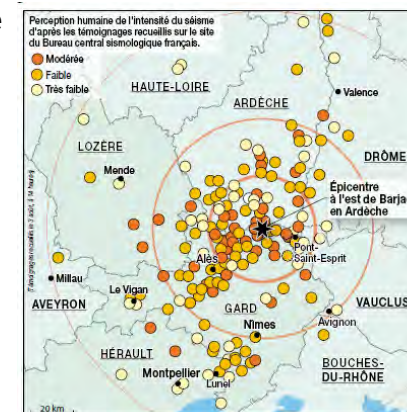 e
Perception humaine de l'intensité du séisme
d'après les témoignages recueillis sur le site
du Bureau central sismologique français.
Modérée
Faible
Très faible
HAUTE-LOIRE
ARDÈCHE
Valence
LOZÈRE
Mende
DRÔME
Épicentre
à l'est de Barja
en Ardèche
Pont-
Saint-Esprit
Alès
Millau
Le Vigan
AVEYRON
GARD
VAUCLUS
Nîmes
Avignon
HÉRAULT
BOUCHES-
DU-RHÔNE
Montpellier
Lunel
20 km